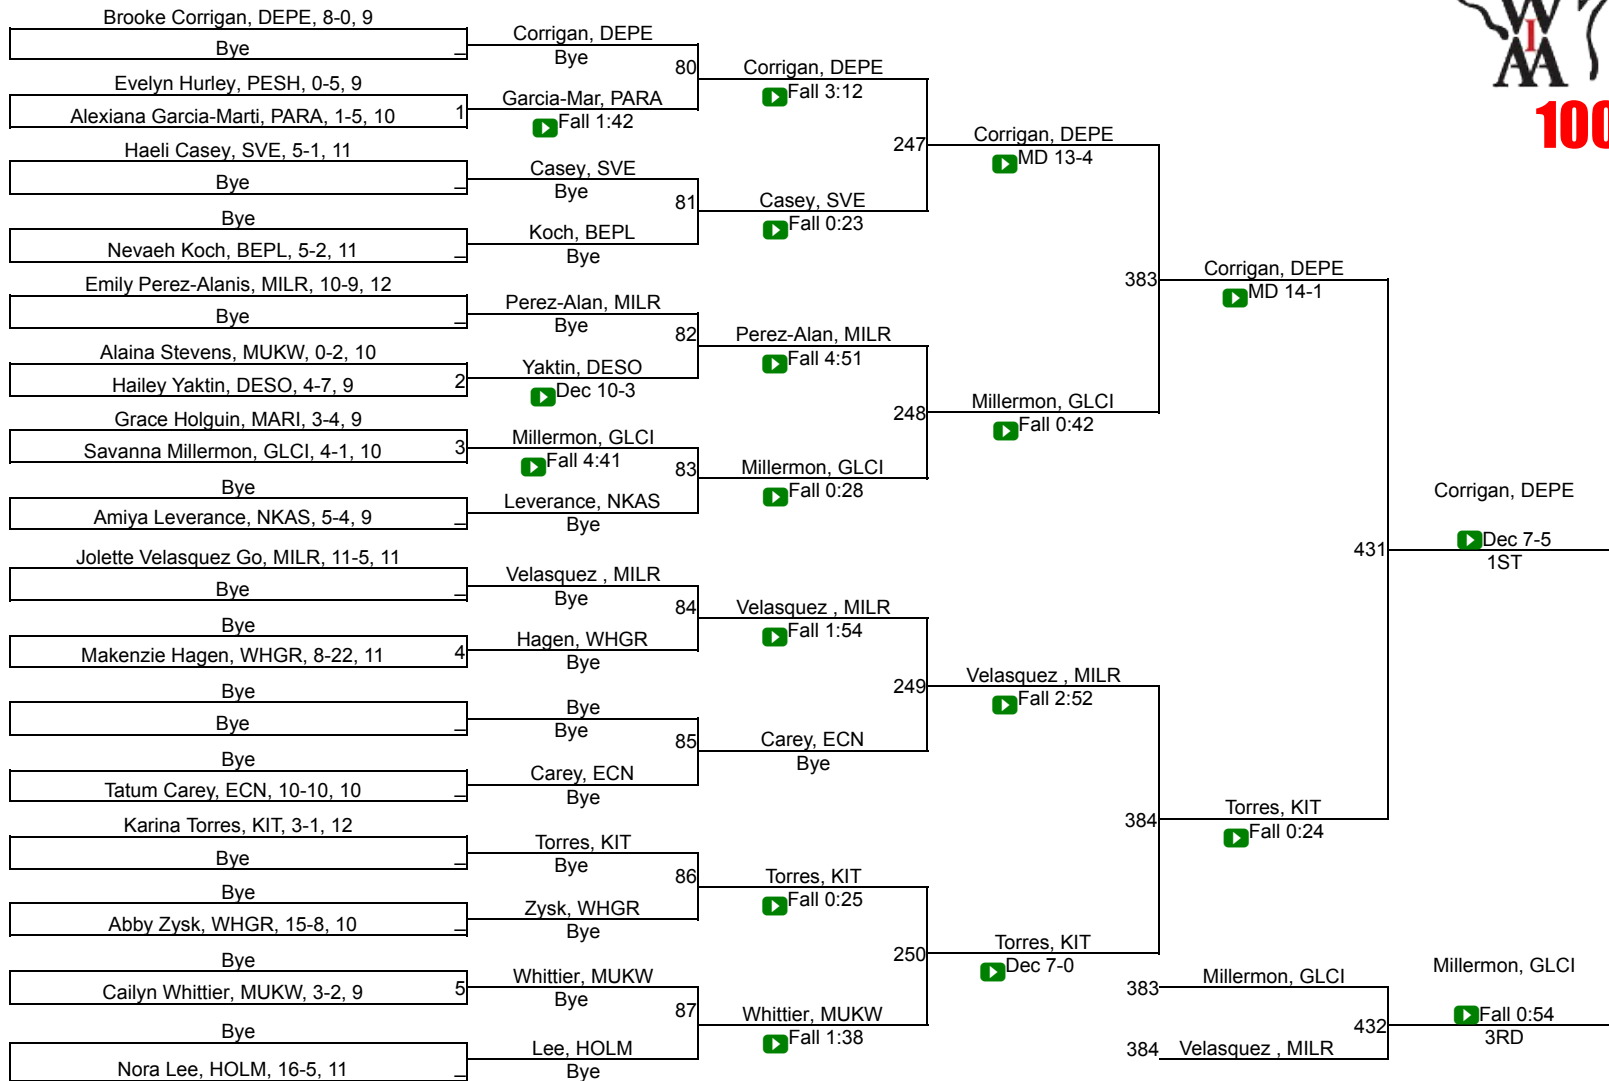 Brooke Corrigan, DEPE, 8-0, 9
Bye
Evelyn Hurley, PESH, 0-5, 9
Alexiana Garcia-Marti, PARA, 1-5, 10
1
Haeli Casey, SVE, 5-1, 11
Bye
Bye
Nevaeh Koch, BEPL, 5-2, 11
Emily Perez-Alanis, MILR, 10-9, 12
Bye
Alaina Stevens, MUKW, 0-2, 10
Hailey Yaktin, DESO, 4-7, 9
2
Grace Holguin, MARI, 3-4, 9
Savanna Millermon, GLCI, 4-1, 10
3
Bye
Amiya Leverance, NKAS, 5-4, 9
Jolette Velasquez Go, MILR, 11-5, 11
Bye
Bye
Makenzie Hagen, WHGR, 8-22, 11
4
Bye
Bye
Bye
Tatum Carey, ECN, 10-10, 10
Karina Torres, KIT, 3-1, 12
Bye
Bye
Abby Zysk, WHGR, 15-8, 10
Bye
Cailyn Whittier, MUKW, 3-2, 9
5
Bye
Nora Lee, HOLM, 16-5, 11
Corrigan, DEPE
Bye
80
Garcia-Mar, PARA
Fall 1:42
Casey, SVE
Bye
81
Koch, BEPL
Bye
Perez-Alan, MILR
Bye
82
Yaktin, DESO
Dec 10-3
Millermon, GLCI
Fall 4:41
83
Leverance, NKAS
Bye
Velasquez , MILR
Bye
84
Hagen, WHGR
Bye
Bye
Bye
85
Carey, ECN
Bye
Torres, KIT
Bye
86
Zysk, WHGR
Bye
Whittier, MUKW
Bye
87
Lee, HOLM
Bye
Corrigan, DEPE
Fall 3:12
247
Casey, SVE
Fall 0:23
Perez-Alan, MILR
Fall 4:51
248
Millermon, GLCI
Fall 0:28
Velasquez , MILR
Fall 1:54
249
Carey, ECN
Bye
Torres, KIT
Fall 0:25
250
Whittier, MUKW
Fall 1:38
Corrigan, DEPE
MD 13-4
383
Millermon, GLCI
Fall 0:42
Velasquez , MILR
Fall 2:52
384
Torres, KIT
Dec 7-0
Corrigan, DEPE
MD 14-1
431
Torres, KIT
Fall 0:24
383
Millermon, GLCI
432
384
Velasquez , MILR
WIAA
100
Corrigan, DEPE
Dec 7-5
1ST
Millermon, GLCI
Fall 0:54
3RD